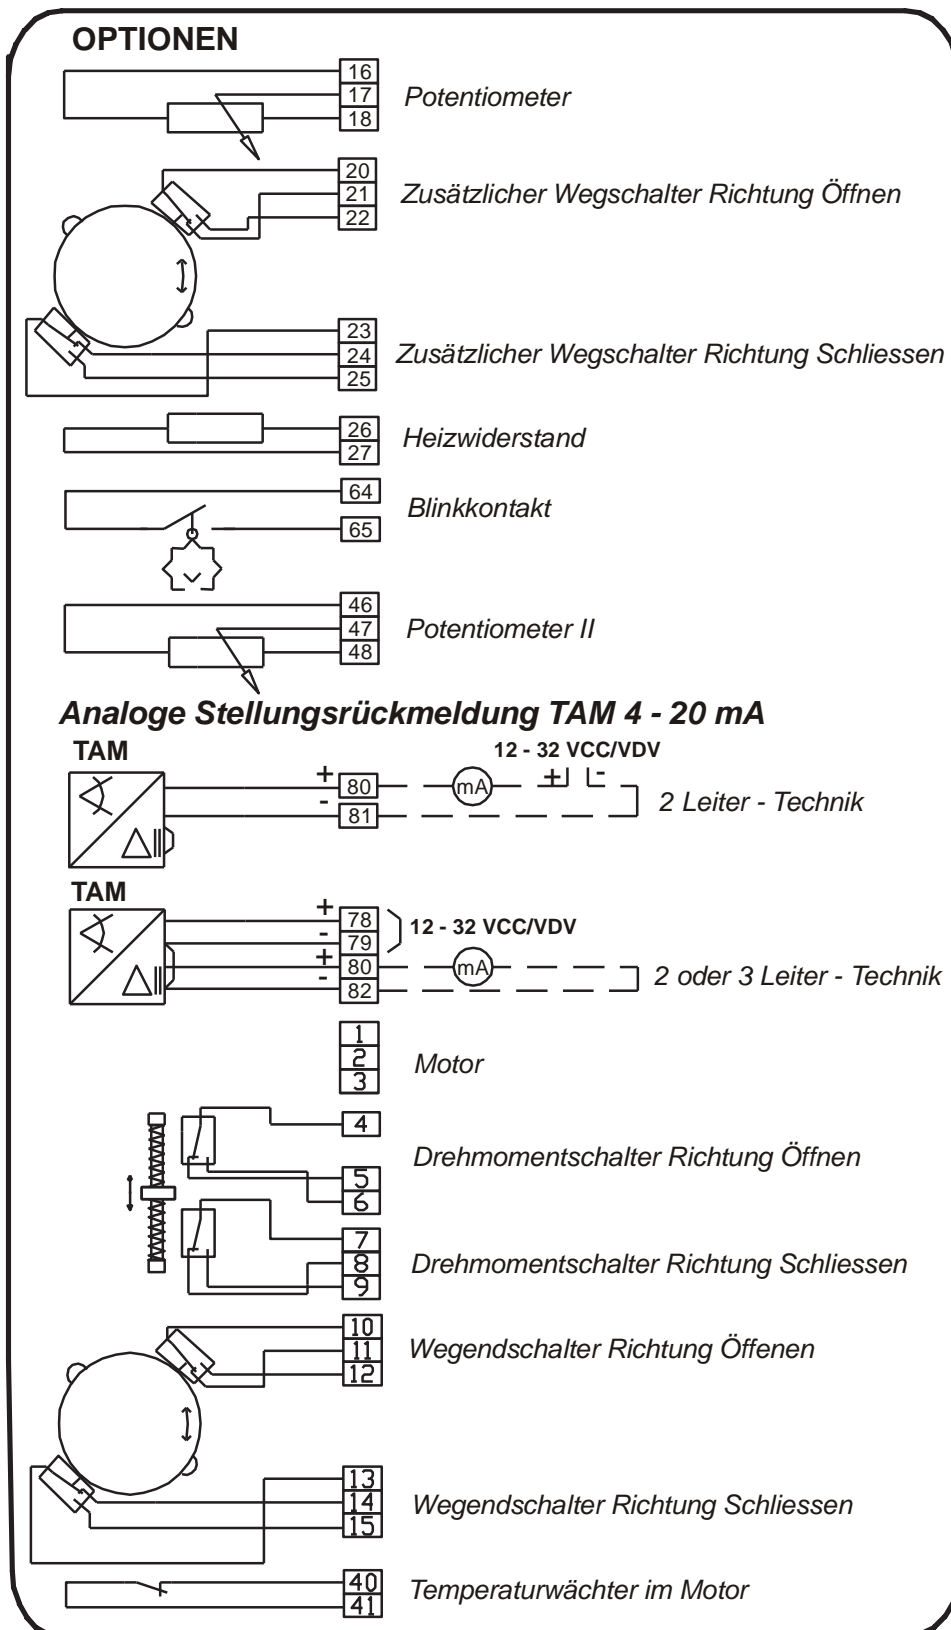 OPTIONEN
16
17
18
Potentiometer
20
21
22
Zusätzlicher Wegschalter Richtung Öffnen
23
24
25
Zusätzlicher Wegschalter Richtung Schliessen
26
27
Heizwiderstand
64
65
Blinkkontakt
46
47
48
Potentiometer II
Analoge Stellungsrückmeldung TAM 4 - 20 mA
TAM
12 - 32 VCC/VDV
+ 80 mA + -
- 81
2 Leiter - Technik
TAM
+ 78
- 79
12 - 32 VCC/VDV
+ 80 mA
- 82
2 oder 3 Leiter - Technik
1
2
3
Motor
4
5
6
Drehmomentschalter Richtung Öffnen
7
8
9
Drehmomentschalter Richtung Schliessen
10
11
12
Wegendschalter Richtung Öffenen
13
14
15
Wegendschalter Richtung Schliessen
40
41
Temperaturwächter im Motor